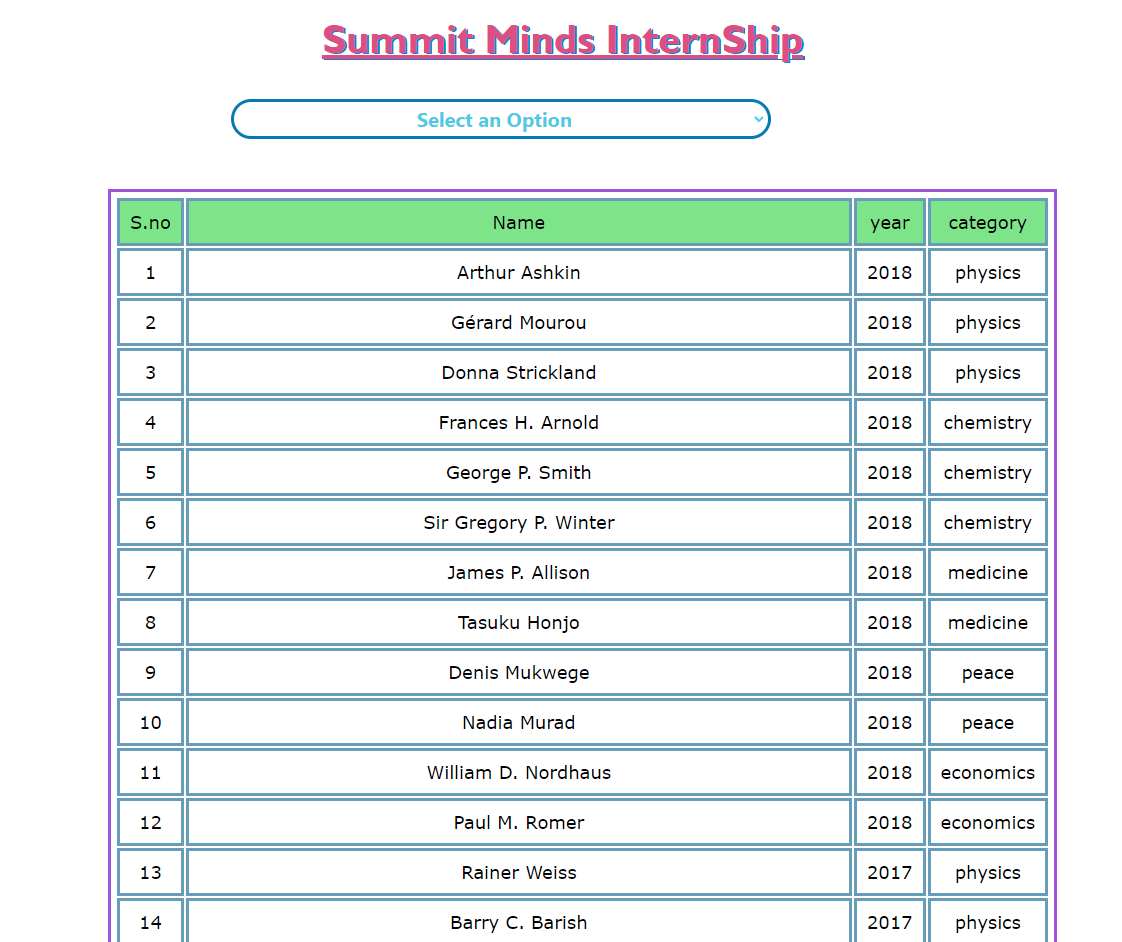 Summit Minds InternShip
Select an Option
S.no Name year category
1 Arthur Ashkin 2018 physics
2 Gérard Mourou 2018 physics
3 Donna Strickland 2018 physics
4 Frances H. Arnold 2018 chemistry
5 George P. Smith 2018 chemistry
6 Sir Gregory P. Winter 2018 chemistry
7 James P. Allison 2018 medicine
8 Tasuku Honjo 2018 medicine
9 Denis Mukwege 2018 peace
10 Nadia Murad 2018 peace
11 William D. Nordhaus 2018 economics
12 Paul M. Romer 2018 economics
13 Rainer Weiss 2017 physics
14 Barry C. Barish 2017 physics